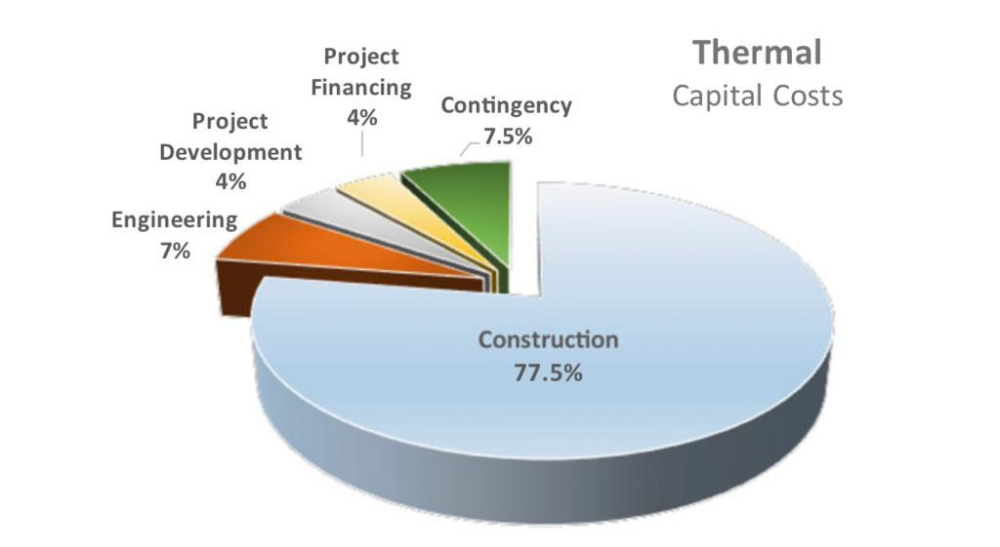 Thermal
Capital Costs
Project
Financing
4%
Contingency
7.5%
Project
Development
4%
Engineering
7%
Construction
77.5%